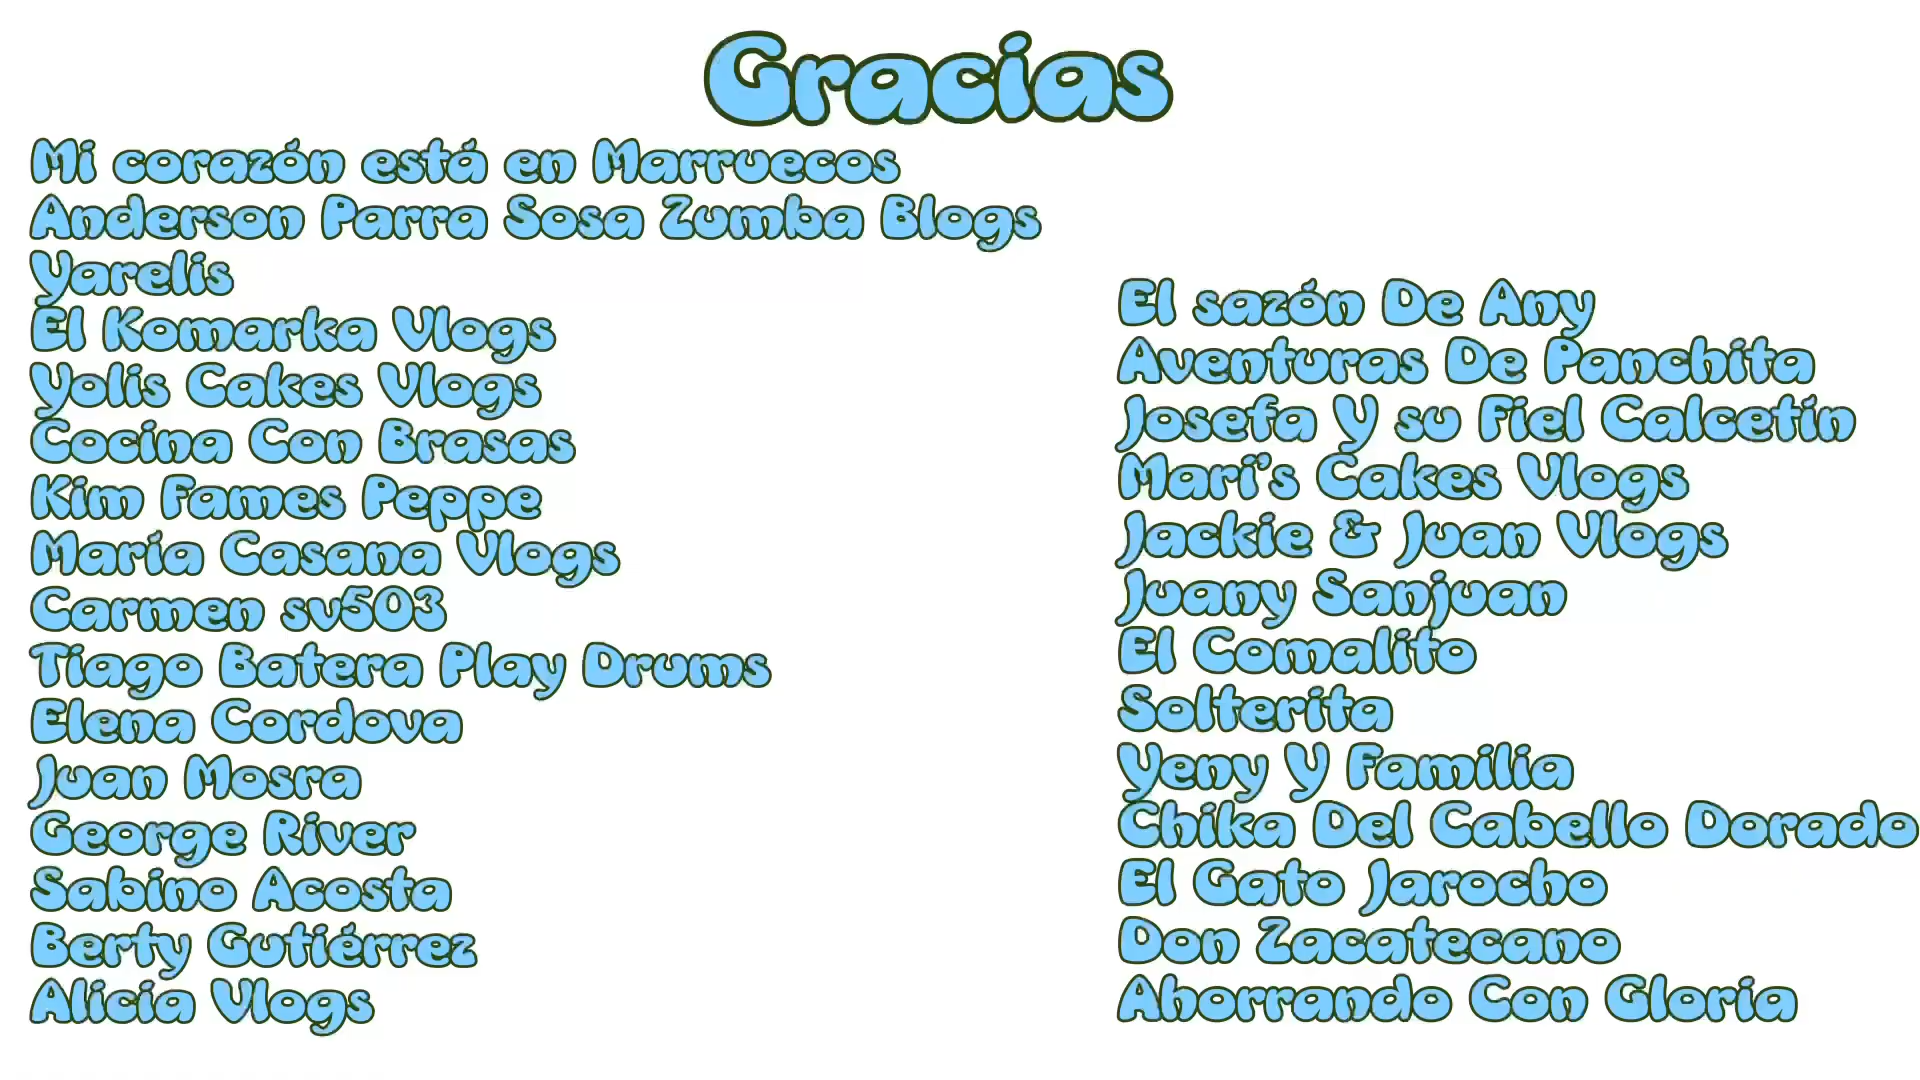 Gracias
Mi corazón está en Marruecos
Anderson Parra Sosa Zumba Blogs
Yarelis
El Komarka Vlogs
Yolis Cakes Vlogs
Cocina Con Brasas
Kim Fames Peppe
María Casana Vlogs
Carmen sv503
Tiago Batera Play Drums
Elena Cordova
Juan Mosra
George River
Sabino Acosta
Berty Gutiérrez
Alicia Vlogs
El sazón De Any
Aventuras De Panchita
Josefa Y su Fiel Calcetín
Mari's Cakes Vlogs
Jackie & Juan Vlogs
Juany Sanjuan
El Comalito
Solterita
Yeny Y Familia
Chika Del Cabello Dorado
El Gato Jarocho
Don Zacatecano
Ahorrando Con Gloria